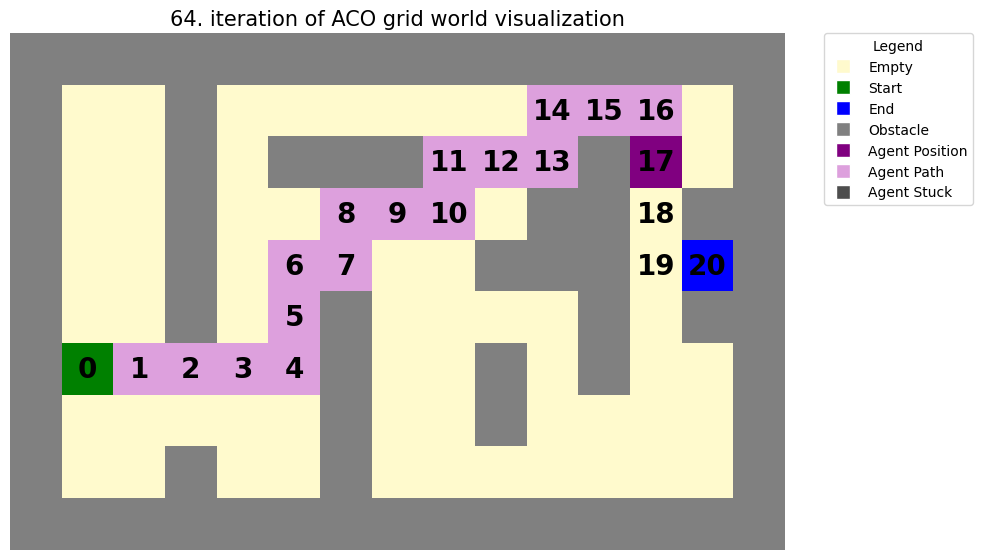 64. iteration of ACO grid world visualization
14 15 16
11 12 13 17
8 9 10 18
6 7 19 20
5
0 1 2 3 4
Legend
Empty
Start
End
Obstacle
Agent Position
Agent Path
Agent Stuck